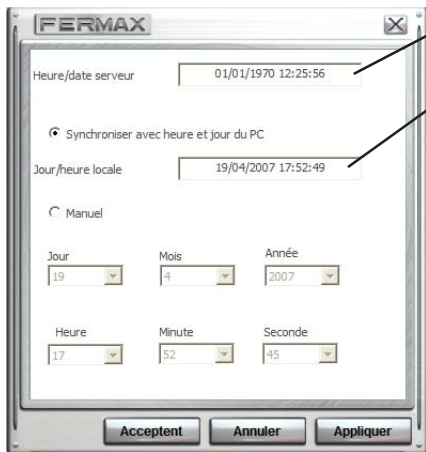 FERMAX
Heure/date serveur 01/01/1970 12:25:56
Synchroniser avec heure et jour du PC
Jour/heure locale 19/04/2007 17:52:49
Manuel
Jour Mois Année
19 4 2007
Heure Minute Seconde
17 52 45
Acceptent Annuler Appliquer